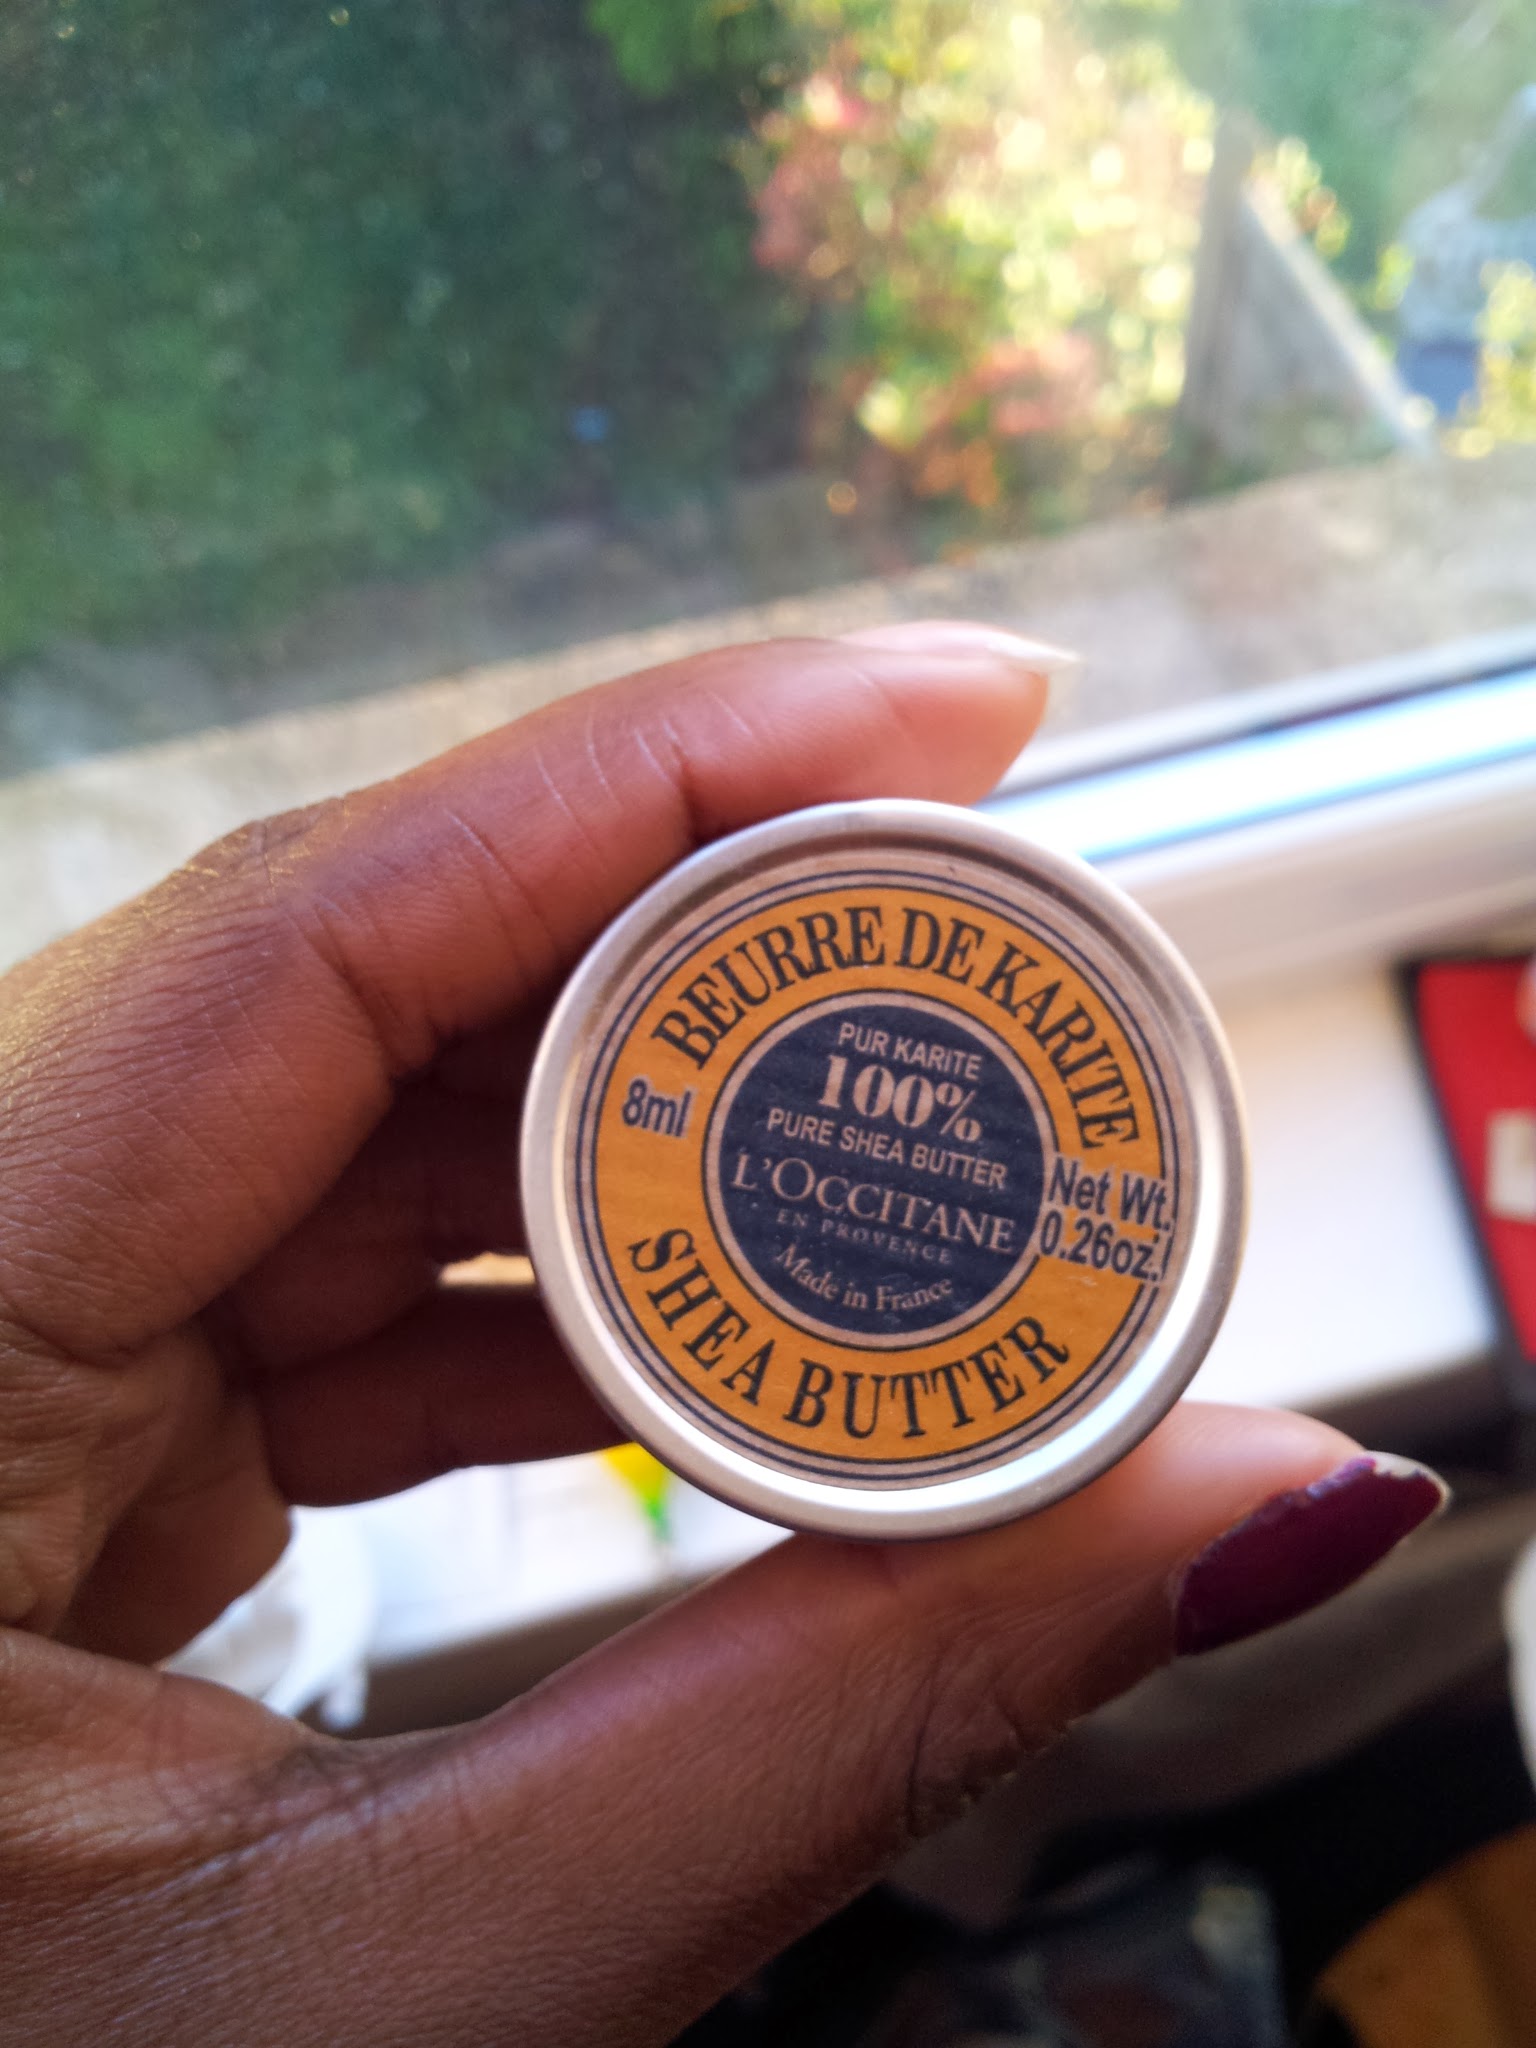 BEURRE DE KARITE
PUR KARITE
100%
PURE SHEA BUTTER
L'OCCITANE
EN PROVENCE
Made in France
8ml
Net Wt.
0.26oz.
SHEA BUTTER